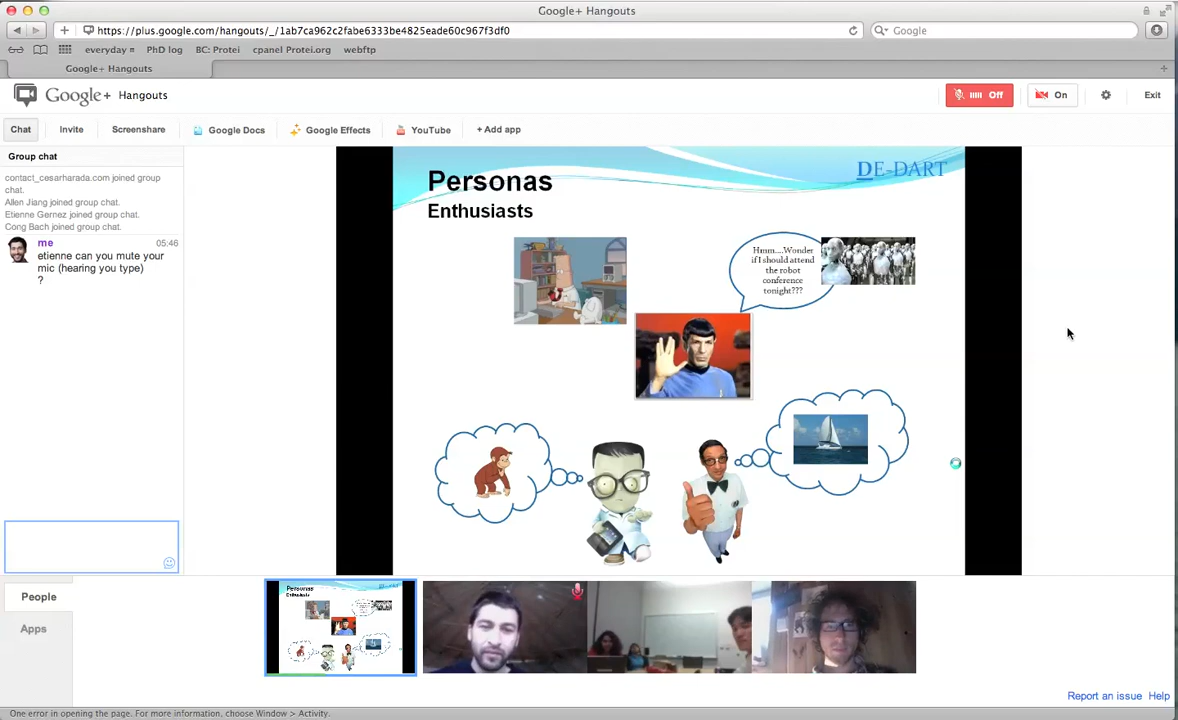 Google+ Hangouts
https://plus.google.com/hangouts/_/1ab7ca962c2fabe6333be4825eade60c967f3df0
Google
everyday
PhD log
BC: Protei
cpanel Protei.org
webftp
Google+ Hangouts
Google+ Hangouts
Off
On
Exit
Chat
Invite
Screenshare
Google Docs
Google Effects
YouTube
+ Add app
Group chat
contact_cesarharada.com joined group
chat.
Allen Jiang joined group chat.
Etienne Gernez joined group chat.
Cong Bach joined group chat.
me 05:46
etienne can you mute your
mic (hearing you type)
?
DE-DART
Personas
Enthusiasts
Hmm....Wonder
if I should attend
the robot
conference
tonight???
People
Apps
Personas
Enthusiasts
Report an issue Help
One error in opening the page. For more information, choose Window > Activity.